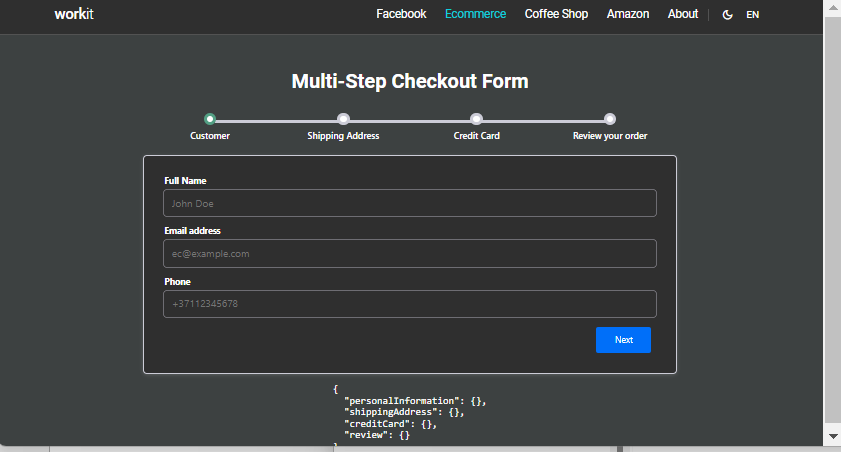 workit Facebook Ecommerce Coffee Shop Amazon About EN
Multi-Step Checkout Form
Customer Shipping Address Credit Card Review your order
Full Name
John Doe
Email address
ec@example.com
Phone
+37112345678
Next
{
"personalInformation": {},
"shippingAddress": {},
"creditCard": {},
"review": {}